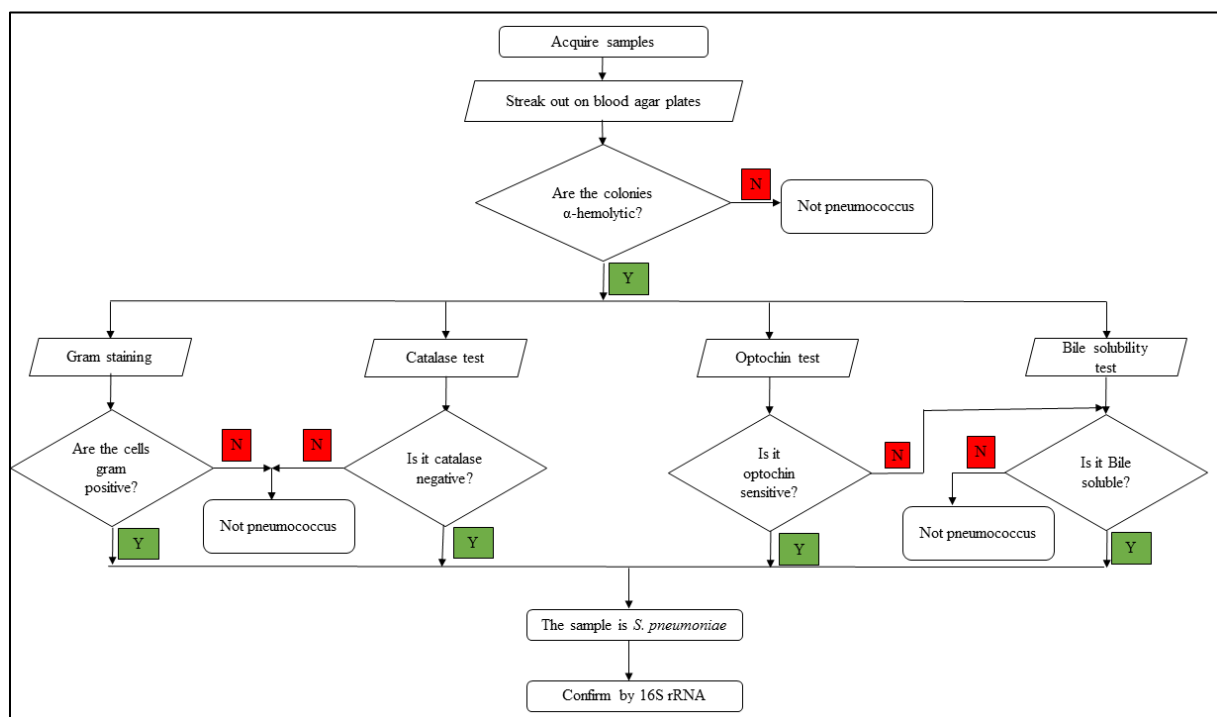 Acquire samples
Streak out on blood agar plates
Are the colonies
α-hemolytic?
N
Not pneumococcus
Y
Gram staining
Catalase test
Optochin test
Bile solubility
test
Are the cells
gram
positive?
N
N
Is it catalase
negative?
Is it
optochin
sensitive?
N
N
Is it Bile
soluble?
Not pneumococcus
Not pneumococcus
Y
Y
Y
Y
The sample is S. pneumoniae
Confirm by 16S rRNA